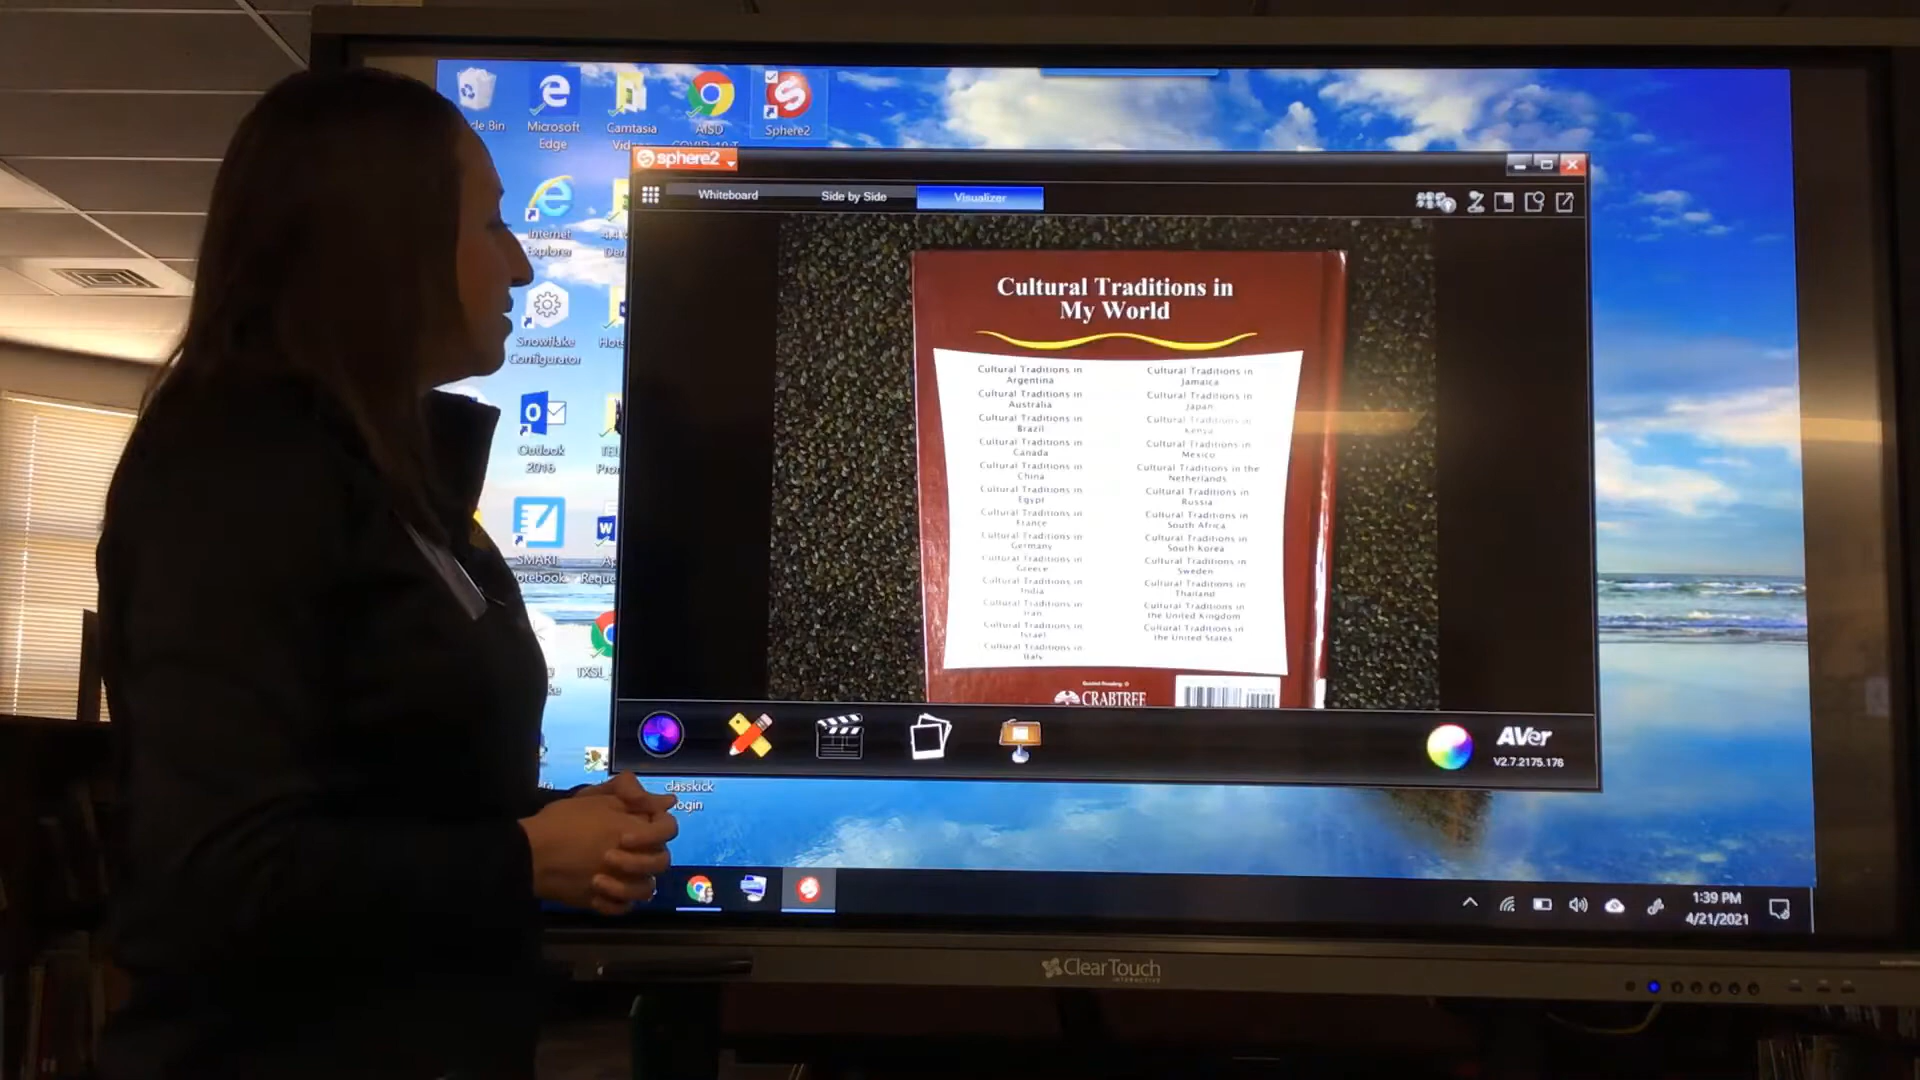 Microsoft
Edge
Camtasia
AISD
Sphere2
Internet
Explorer
Snowflake
Configurator
Outlook
2016
SMART
Notebook
classkick
login
sphere2
Whiteboard
Side by Side
Visualizer
Cultural Traditions in
My World
Cultural Traditions in
Argentina
Cultural Traditions in
Australia
Cultural Traditions in
Brazil
Cultural Traditions in
Canada
Cultural Traditions in
China
Cultural Traditions in
Egypt
Cultural Traditions in
France
Cultural Traditions in
Germany
Cultural Traditions in
Greece
Cultural Traditions in
India
Cultural Traditions in
Iran
Cultural Traditions in
Israel
Cultural Traditions in
Italy
Cultural Traditions in
Jamaica
Cultural Traditions in
Japan
Cultural Traditions in
Kenya
Cultural Traditions in
Mexico
Cultural Traditions in the
Netherlands
Cultural Traditions in
Russia
Cultural Traditions in
South Africa
Cultural Traditions in
South Korea
Cultural Traditions in
Sweden
Cultural Traditions in
Thailand
Cultural Traditions in
the United Kingdom
Cultural Traditions in
the United States
CRABTREE
AVer
V2.7.2175.176
1:39 PM
4/21/2021
ClearTouch
INTERACTIVE